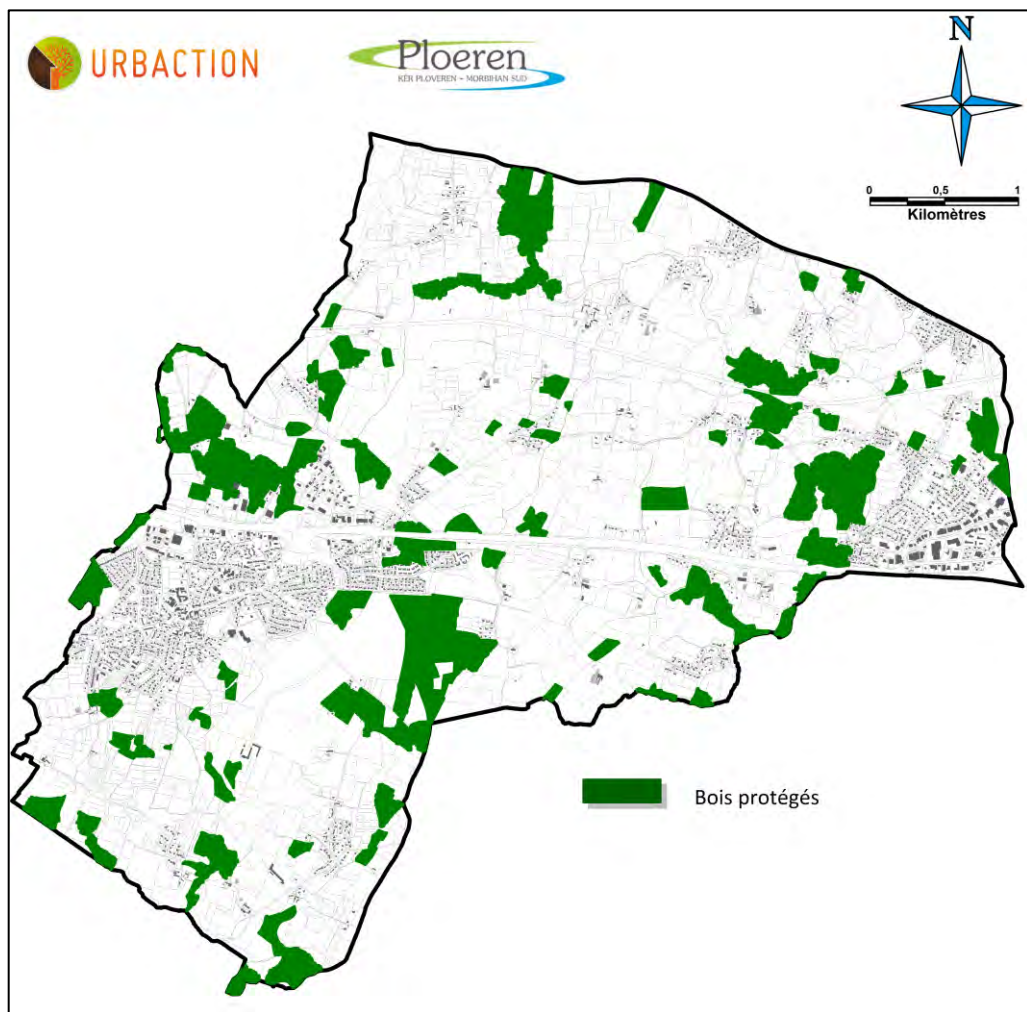 URBACTION
Ploeren
KÊR PLOVEREN ~ MORBIHAN SUD
N
0 0,5 1
Kilomètres
Bois protégés